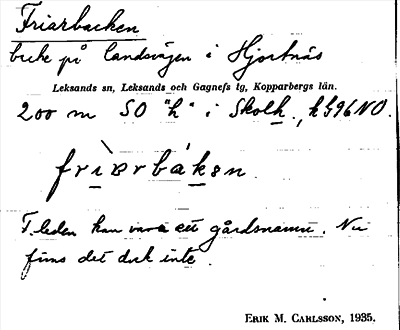 Friarbacken
backe på landsvägen i Hjortnäs
Leksands sn, Leksands och Gagnefs tg, Kopparbergs län.
200 m SO "h" i Skolh., k596NO.
friɐrbákɐn
F.leden kan vara ett gårdsnamn. Nu
finns det dock inte.
ERIK M. CARLSSON, 1935.